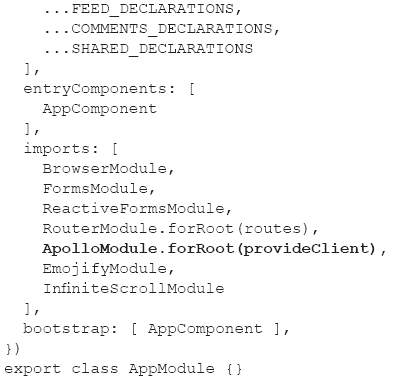 ...FEED_DECLARATIONS,
    ...COMMENTS_DECLARATIONS,
    ...SHARED_DECLARATIONS
  ],
  entryComponents: [
    AppComponent
  ],
  imports: [
    BrowserModule,
    FormsModule,
    ReactiveFormsModule,
    RouterModule.forRoot(routes),
    ApolloModule.forRoot(provideClient),
    EmojifyModule,
    InfiniteScrollModule
  ],
  bootstrap: [ AppComponent ],
})
export class AppModule {}